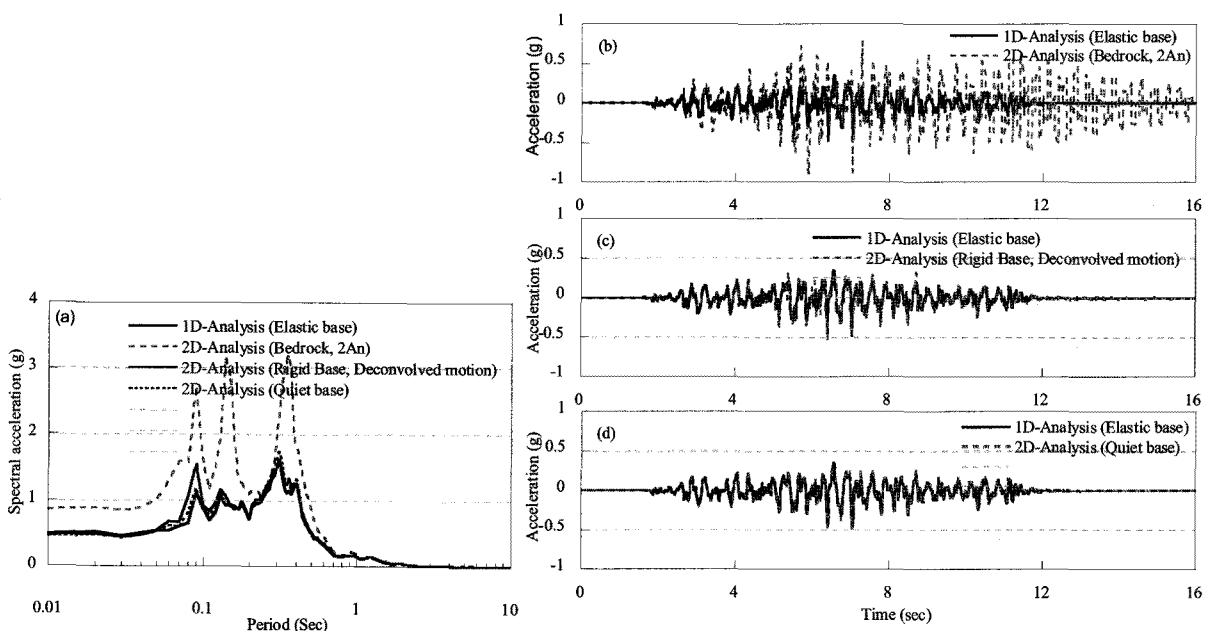 (a)
1D-Analysis (Elastic base)
2D-Analysis (Bedrock, 2An)
2D-Analysis (Rigid Base, Deconvolved motion)
2D-Analysis (Quiet base)
Spectral acceleration (g)
4
3
2
1
0
0.01 0.1 1 10
Period (Sec)
(b)
1D-Analysis (Elastic base)
2D-Analysis (Bedrock, 2An)
Acceleration (g)
1
0.5
0
-0.5
-1
0 4 8 12 16
(c)
1D-Analysis (Elastic base)
2D-Analysis (Rigid Base, Deconvolved motion)
Acceleration (g)
1
0.5
0
-0.5
-1
0 4 8 12 16
(d)
1D-Analysis (Elastic base)
2D-Analysis (Quiet base)
Acceleration (g)
1
0.5
0
-0.5
-1
0 4 8 12 16
Time (sec)